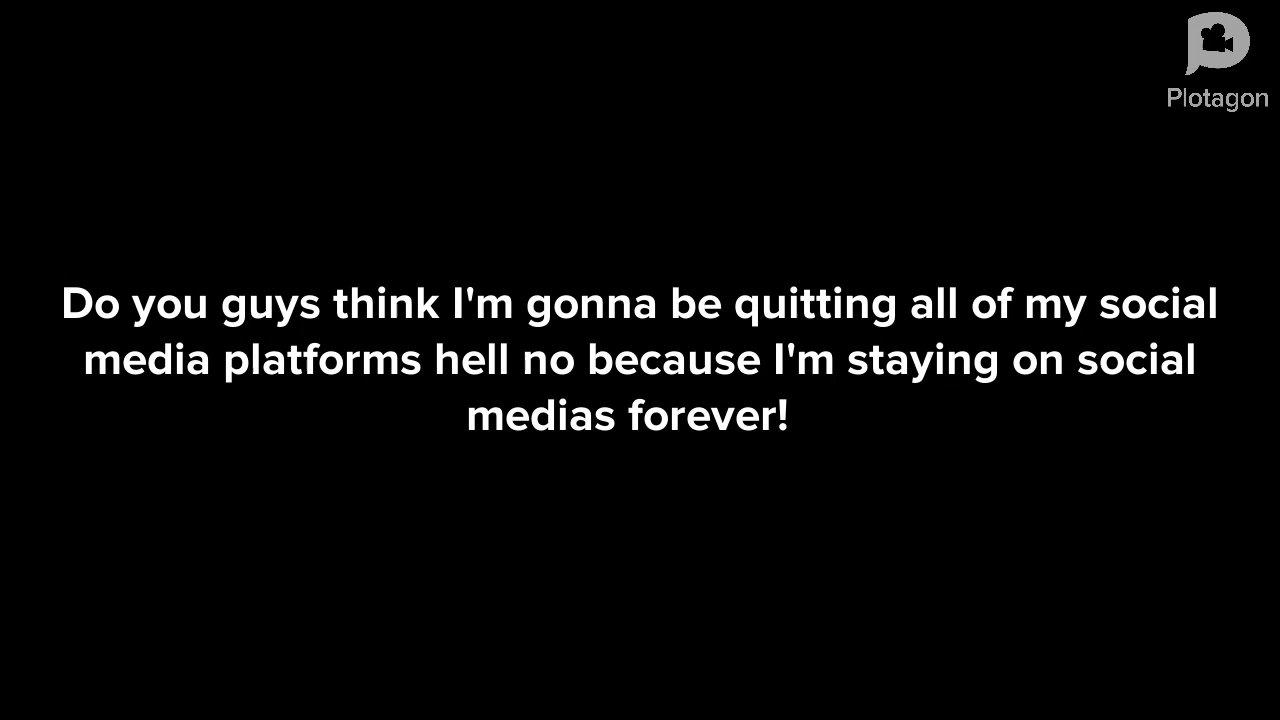 Plotagon
Do you guys think I'm gonna be quitting all of my social
media platforms hell no because I'm staying on social
medias forever!